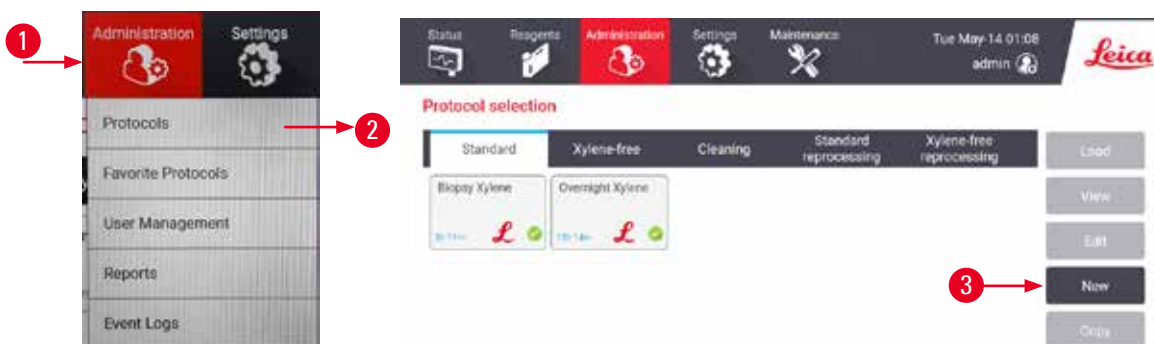 1
Administration
Settings
Protocols
2
Favorite Protocols
User Management
Reports
Event Logs
Status
Reagents
Administration
Settings
Maintenance
Tue May-14 01:08
admin
Leica
Protocol selection
Standard
Xylene-free
Cleaning
Standard
reprocessing
Xylene-free
reprocessing
Biopsy Xylene
Overnight Xylene
Load
View
Edit
3
New
Copy